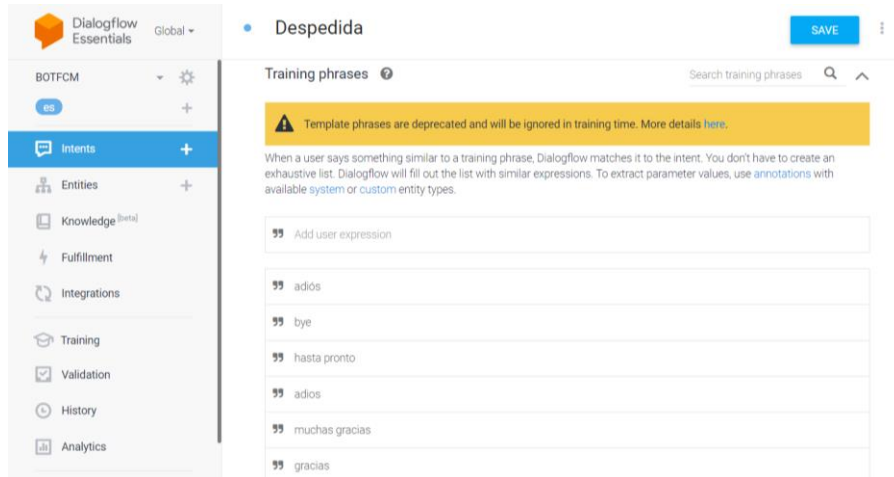 Dialogflow
Essentials
Global
Despedida
SAVE
BOTFCM
es
Intents
Entities
Knowledge [beta]
Fulfillment
Integrations
Training
Validation
History
Analytics
Training phrases
Search training phrases
Template phrases are deprecated and will be ignored in training time. More details here.
When a user says something similar to a training phrase, Dialogflow matches it to the intent. You don't have to create an
exhaustive list. Dialogflow will fill out the list with similar expressions. To extract parameter values, use annotations with
available system or custom entity types.
Add user expression
adiós
bye
hasta pronto
adios
muchas gracias
gracias